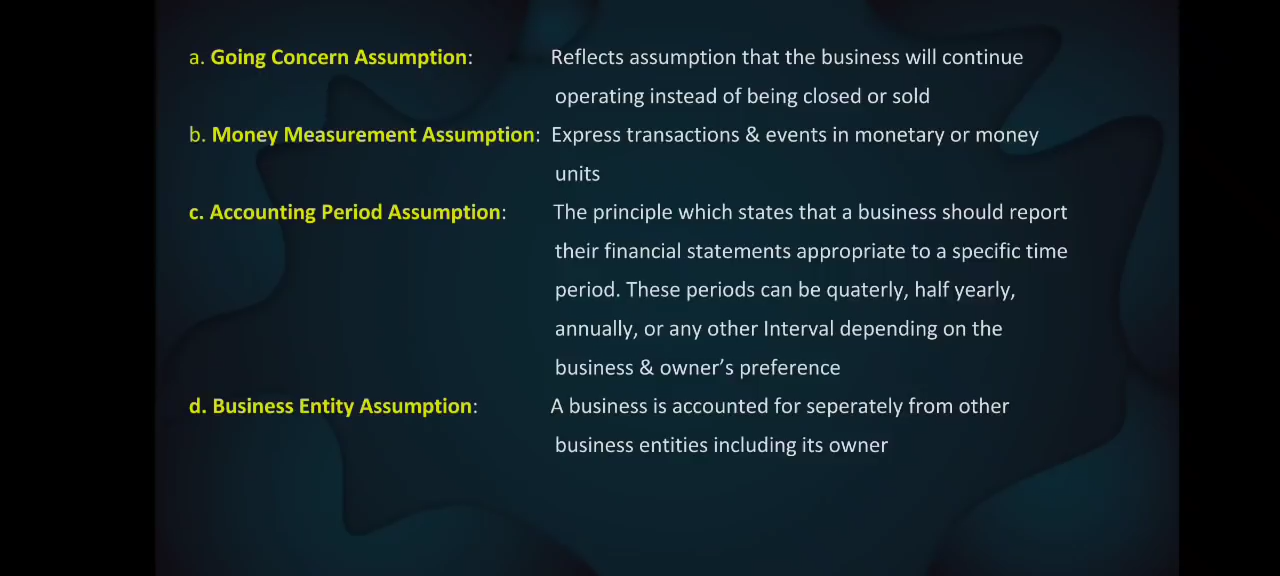 a. Going Concern Assumption: Reflects assumption that the business will continue
operating instead of being closed or sold
b. Money Measurement Assumption: Express transactions & events in monetary or money
units
c. Accounting Period Assumption: The principle which states that a business should report
their financial statements appropriate to a specific time
period. These periods can be quaterly, half yearly,
annually, or any other Interval depending on the
business & owner’s preference
d. Business Entity Assumption: A business is accounted for seperately from other
business entities including its owner